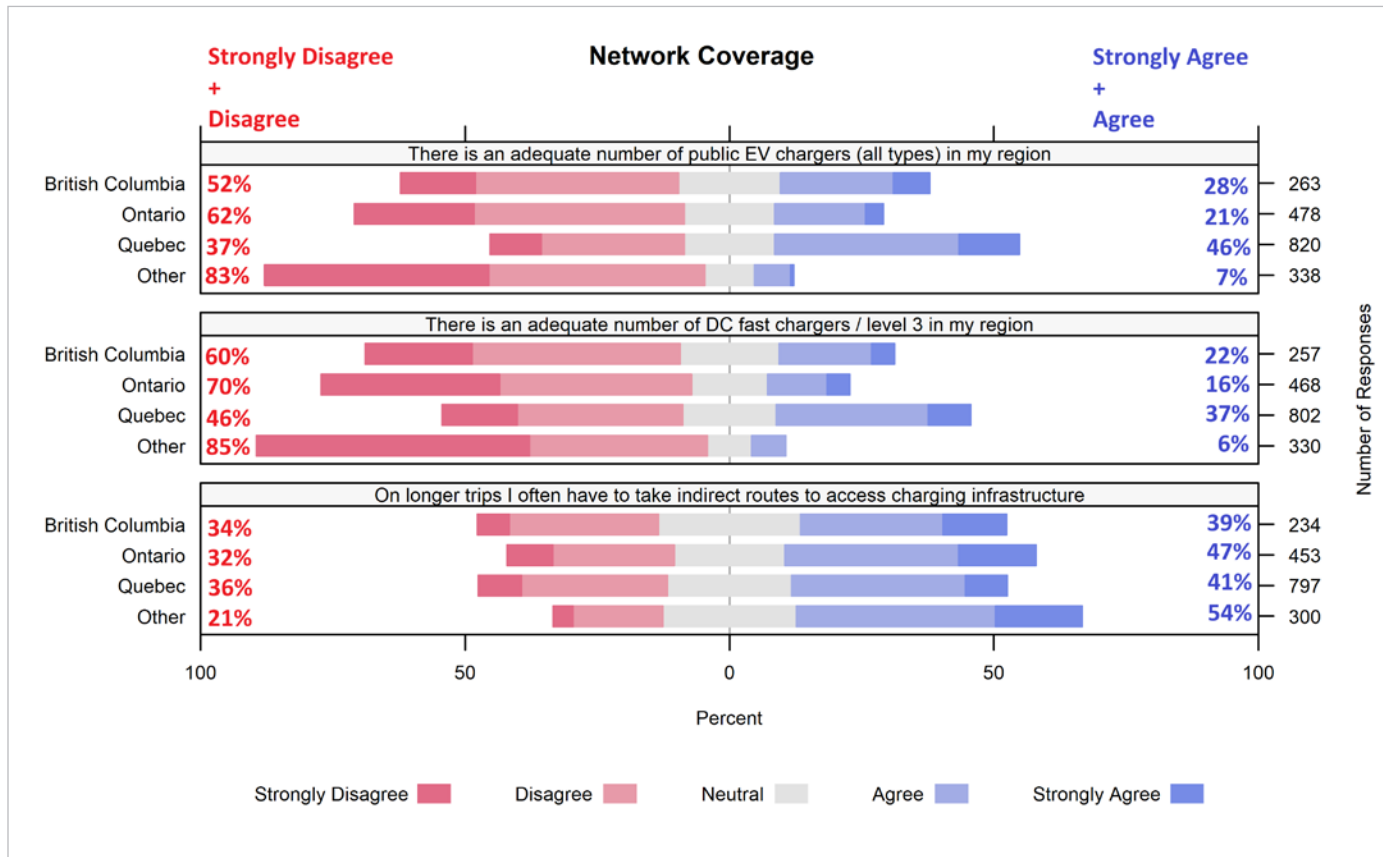 Strongly Disagree
+
Disagree
Network Coverage
Strongly Agree
+
Agree
There is an adequate number of public EV chargers (all types) in my region
British Columbia 52% 28% 263
Ontario 62% 21% 478
Quebec 37% 46% 820
Other 83% 7% 338
There is an adequate number of DC fast chargers / level 3 in my region
British Columbia 60% 22% 257
Ontario 70% 16% 468
Quebec 46% 37% 802
Other 85% 6% 330
On longer trips I often have to take indirect routes to access charging infrastructure
British Columbia 34% 39% 234
Ontario 32% 47% 453
Quebec 36% 41% 797
Other 21% 54% 300
Number of Responses
100 50 0 50 100
Percent
Strongly Disagree Disagree Neutral Agree Strongly Agree